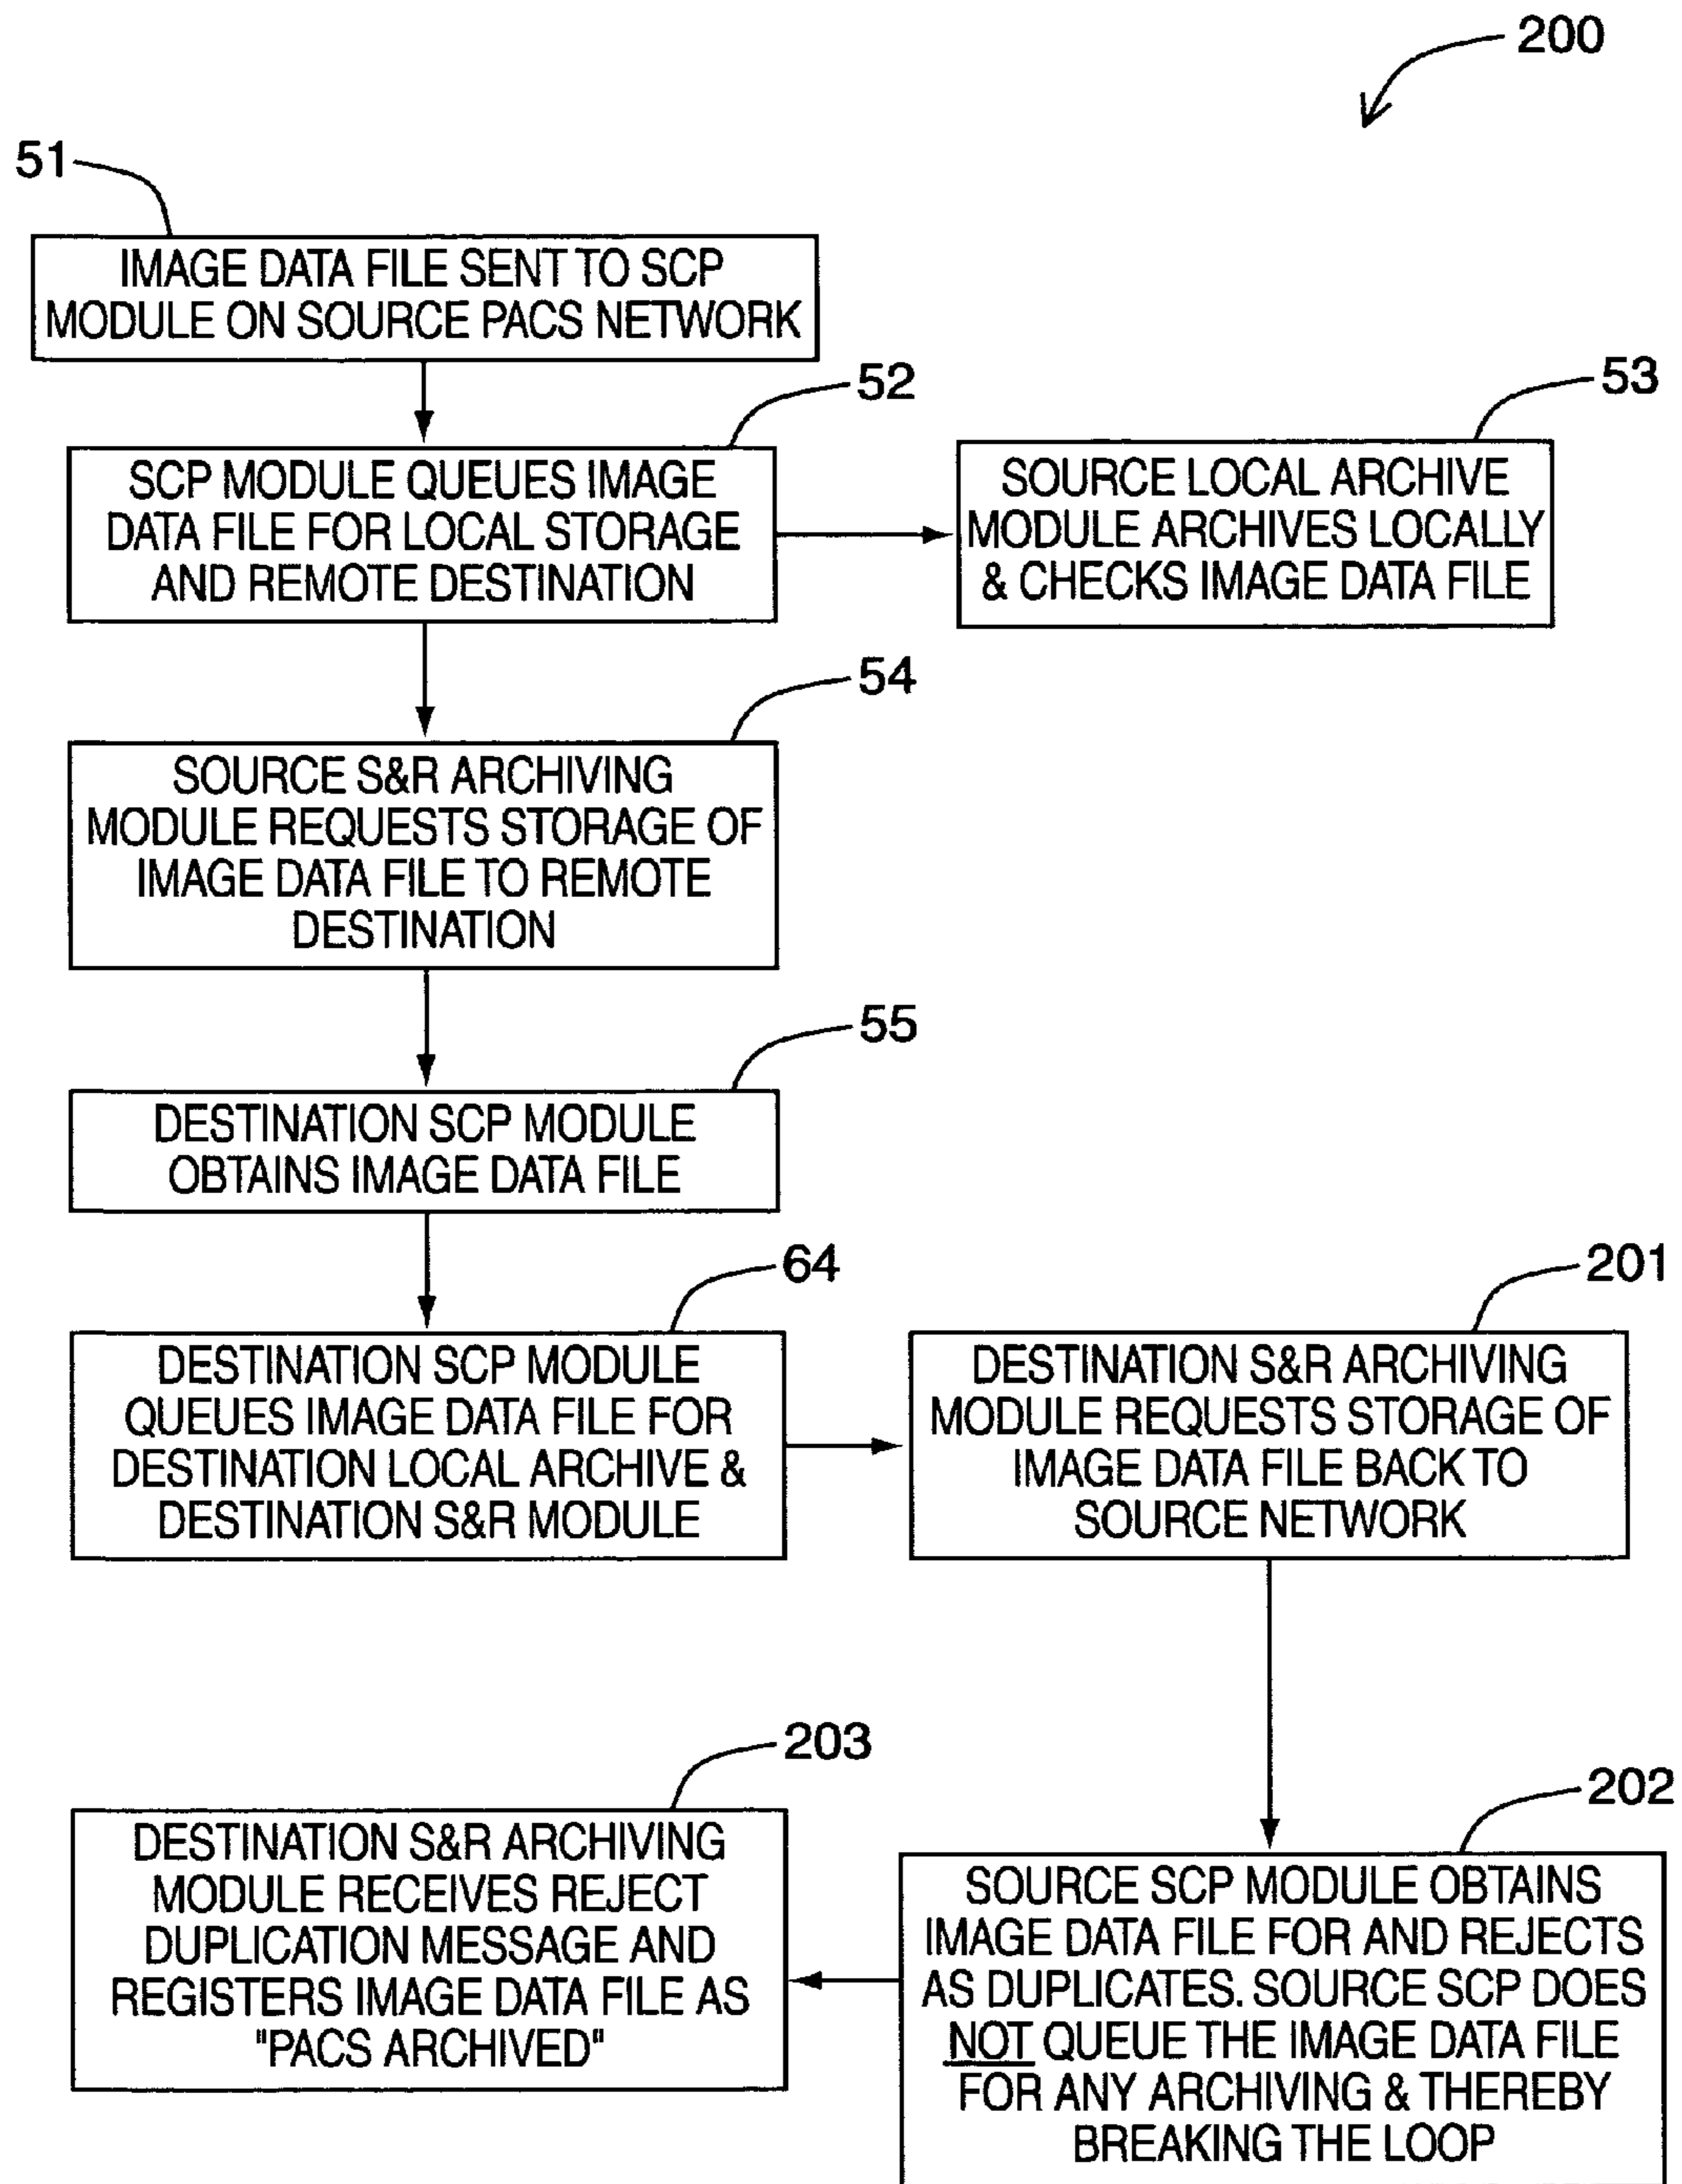 200
51
IMAGE DATA FILE SENT TO SCP
MODULE ON SOURCE PACS NETWORK
52
SCP MODULE QUEUES IMAGE
DATA FILE FOR LOCAL STORAGE
AND REMOTE DESTINATION
53
SOURCE LOCAL ARCHIVE
MODULE ARCHIVES LOCALLY
& CHECKS IMAGE DATA FILE
54
SOURCE S&R ARCHIVING
MODULE REQUESTS STORAGE OF
IMAGE DATA FILE TO REMOTE
DESTINATION
55
DESTINATION SCP MODULE
OBTAINS IMAGE DATA FILE
64
DESTINATION SCP MODULE
QUEUES IMAGE DATA FILE FOR
DESTINATION LOCAL ARCHIVE &
DESTINATION S&R MODULE
201
DESTINATION S&R ARCHIVING
MODULE REQUESTS STORAGE OF
IMAGE DATA FILE BACK TO
SOURCE NETWORK
202
SOURCE SCP MODULE OBTAINS
IMAGE DATA FILE FOR AND REJECTS
AS DUPLICATES. SOURCE SCP DOES
NOT QUEUE THE IMAGE DATA FILE
FOR ANY ARCHIVING & THEREBY
BREAKING THE LOOP
203
DESTINATION S&R ARCHIVING
MODULE RECEIVES REJECT
DUPLICATION MESSAGE AND
REGISTERS IMAGE DATA FILE AS
"PACS ARCHIVED"